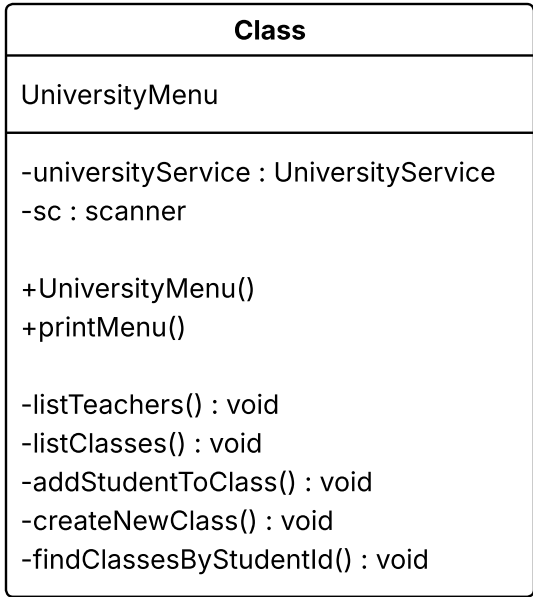 Class
UniversityMenu
-universityService : UniversityService
-sc : scanner
+UniversityMenu()
+printMenu()
-listTeachers() : void
-listClasses() : void
-addStudentToClass() : void
-createNewClass() : void
-findClassesByStudentId() : void